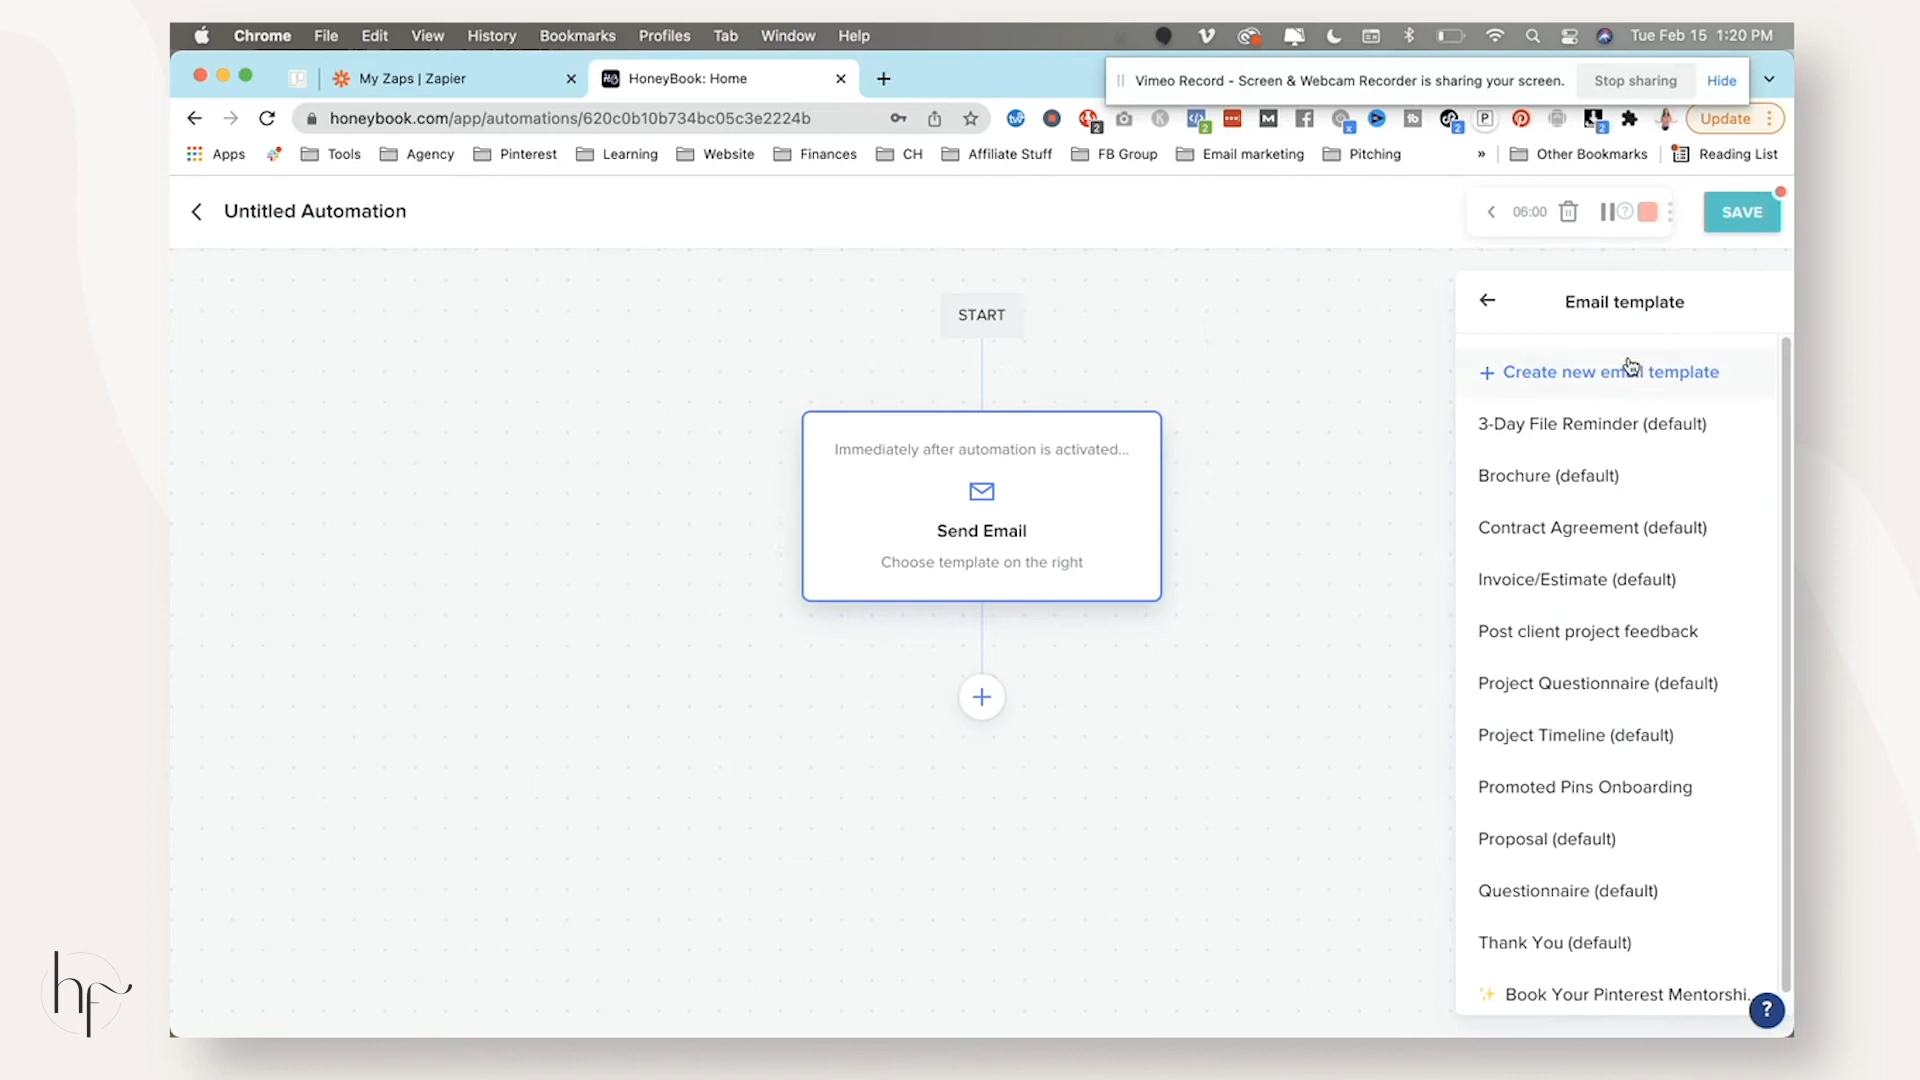 Chrome File Edit View History Bookmarks Profiles Tab Window Help Tue Feb 15 1:20 PM
My Zaps | Zapier
HoneyBook: Home
Vimeo Record - Screen & Webcam Recorder is sharing your screen. Stop sharing Hide
honeybook.com/app/automations/620c0b10b734bc05c3e2224b
Update
Apps Tools Agency Pinterest Learning Website Finances CH Affiliate Stuff FB Group Email marketing Pitching » Other Bookmarks Reading List
Untitled Automation
06:00
SAVE
START
Immediately after automation is activated...
Send Email
Choose template on the right
Email template
+ Create new email template
3-Day File Reminder (default)
Brochure (default)
Contract Agreement (default)
Invoice/Estimate (default)
Post client project feedback
Project Questionnaire (default)
Project Timeline (default)
Promoted Pins Onboarding
Proposal (default)
Questionnaire (default)
Thank You (default)
✨ Book Your Pinterest Mentorshi...
?
hf